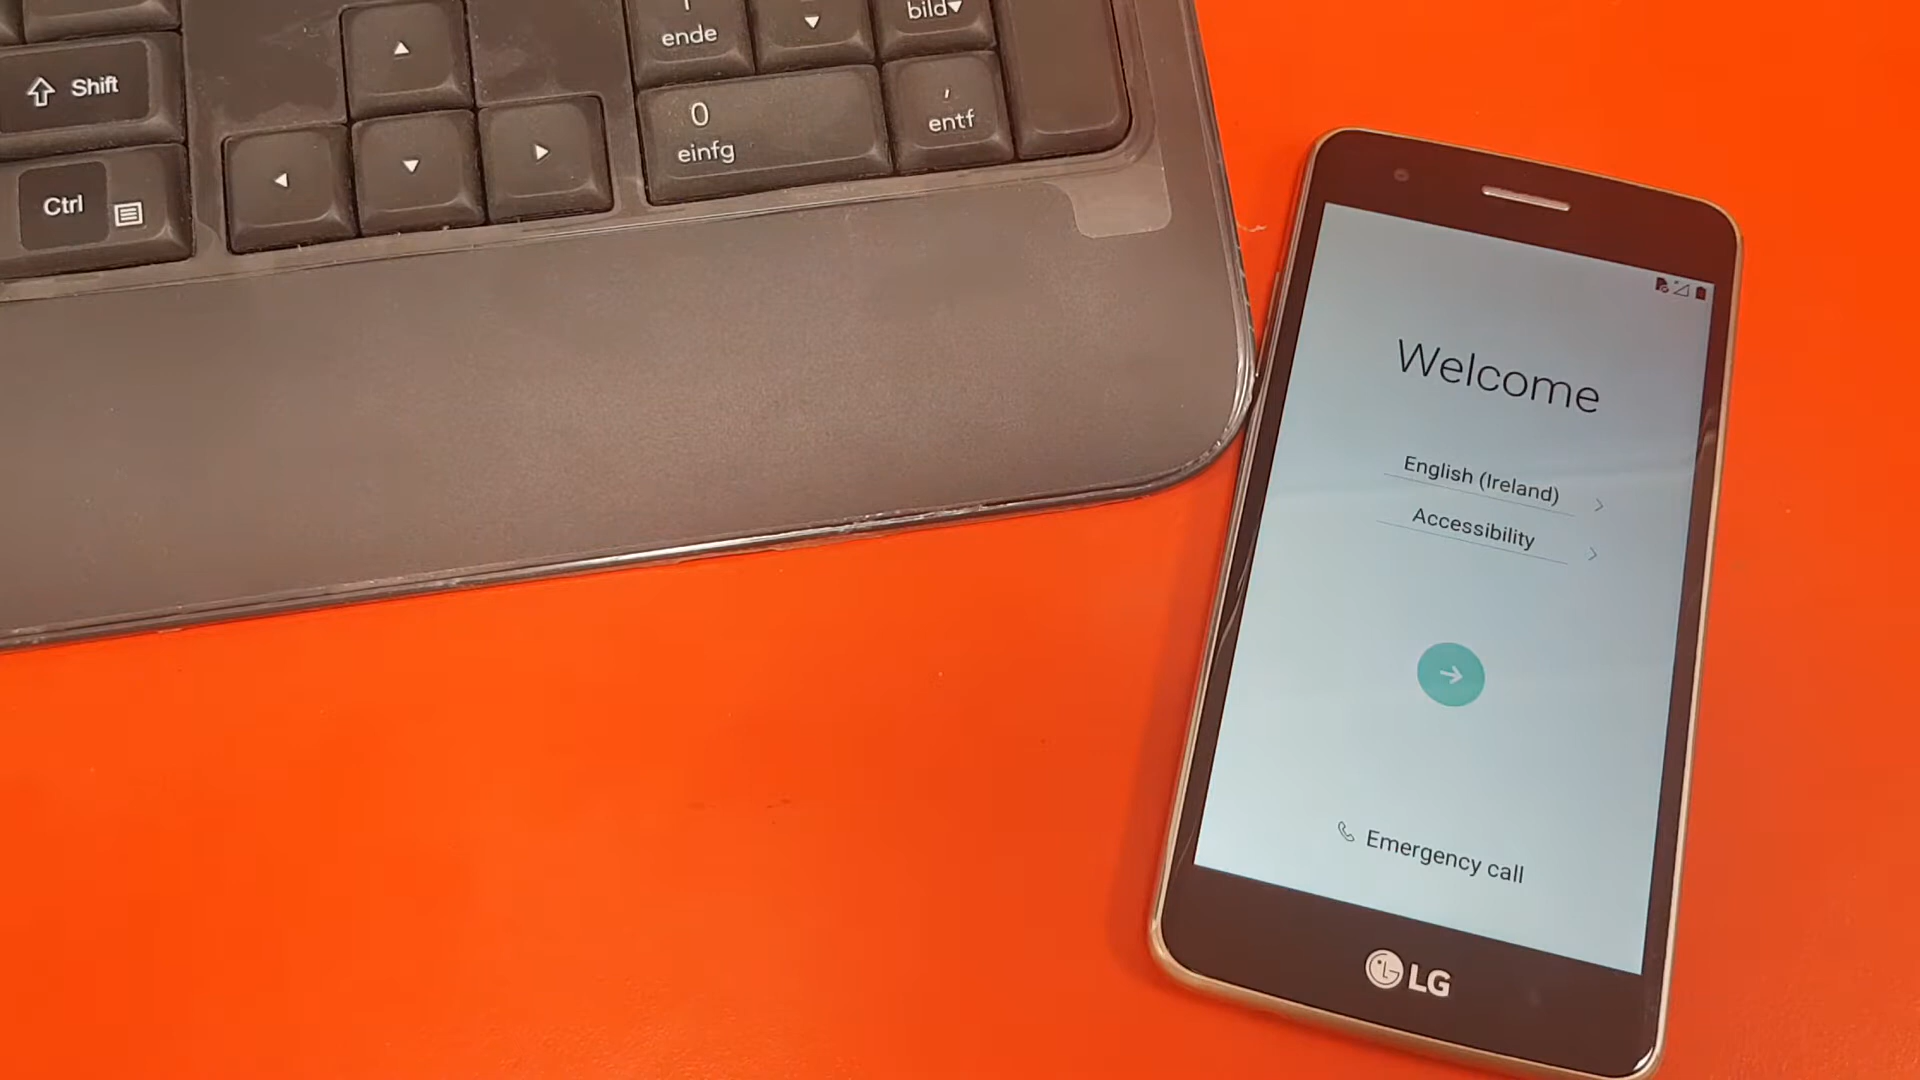 ende
bild▾
⇧ Shift
0
einfg
,
entf
Ctrl
Welcome
English (Ireland)
Accessibility
Emergency call
LG